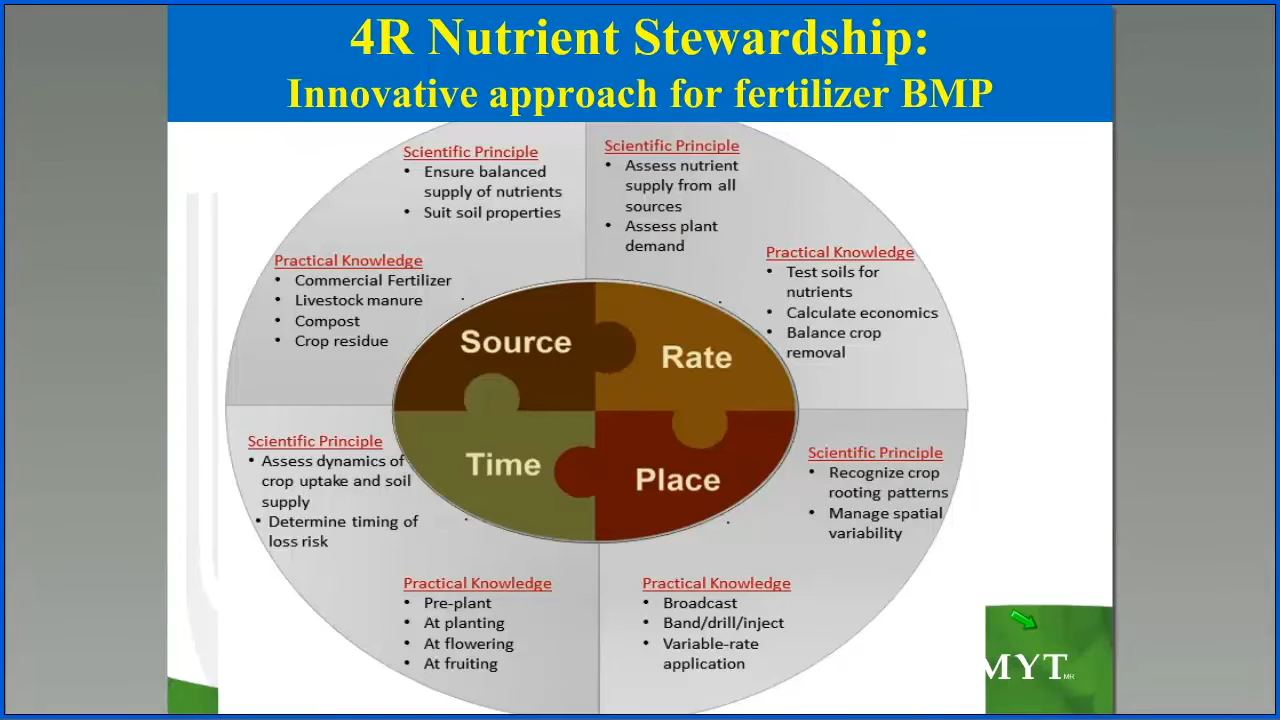 4R Nutrient Stewardship:
Innovative approach for fertilizer BMP
Scientific Principle
• Ensure balanced
supply of nutrients
• Suit soil properties
Practical Knowledge
• Commercial Fertilizer
• Livestock manure
• Compost
• Crop residue
Scientific Principle
• Assess nutrient
supply from all
sources
• Assess plant
demand
Practical Knowledge
• Test soils for
nutrients
• Calculate economics
• Balance crop
removal
Source
Rate
Time
Place
Scientific Principle
• Assess dynamics of
crop uptake and soil
supply
• Determine timing of
loss risk
Practical Knowledge
• Pre-plant
• At planting
• At flowering
• At fruiting
Scientific Principle
• Recognize crop
rooting patterns
• Manage spatial
variability
Practical Knowledge
• Broadcast
• Band/drill/inject
• Variable-rate
application
MYT MR